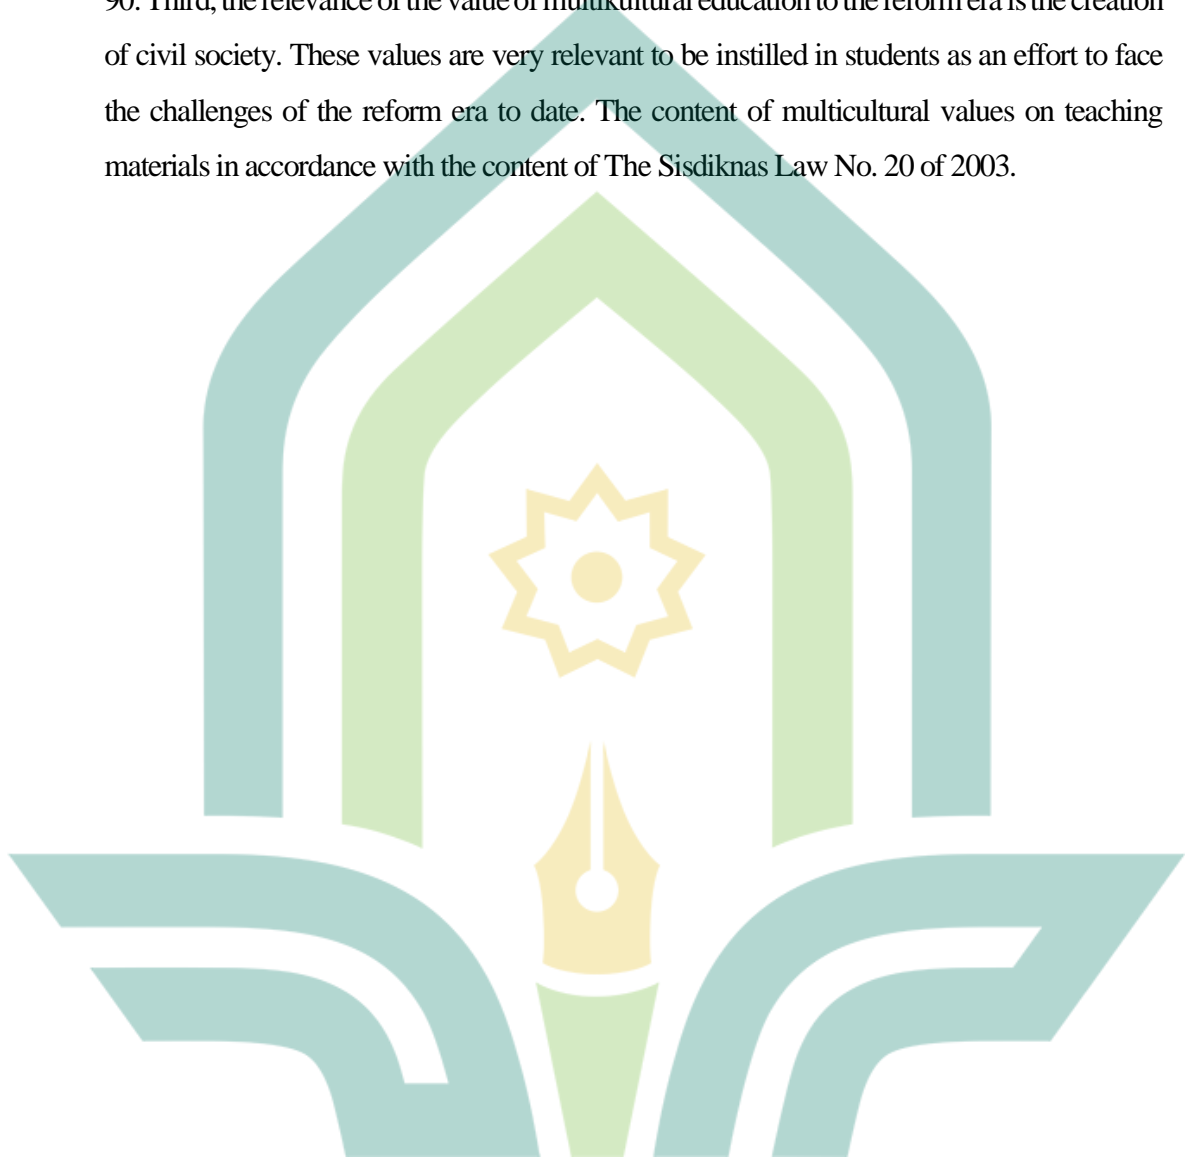 90. Third, the relevance of the value of multikultural education to the reform era is the creation
of civil society. These values are very relevant to be instilled in students as an effort to face
the challenges of the reform era to date. The content of multicultural values on teaching
materials in accordance with the content of The Sisdiknas Law No. 20 of 2003.